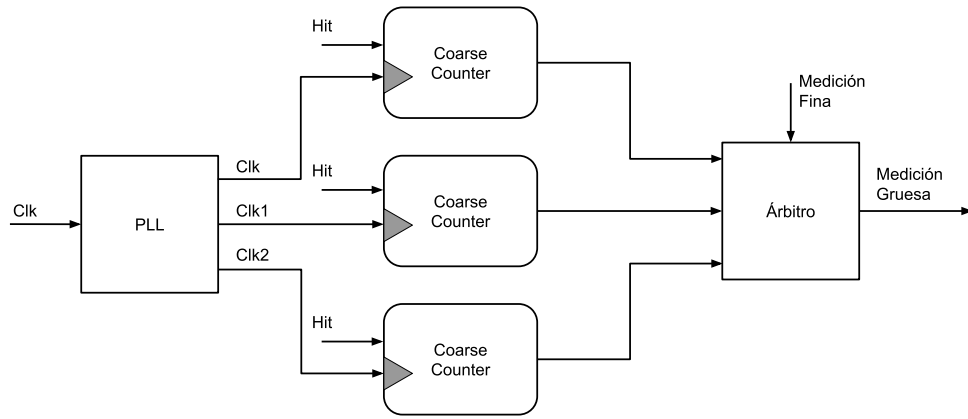 Clk
PLL
Clk
Clk1
Clk2
Hit
Coarse
Counter
Hit
Coarse
Counter
Hit
Coarse
Counter
Medición
Fina
Árbitro
Medición
Gruesa